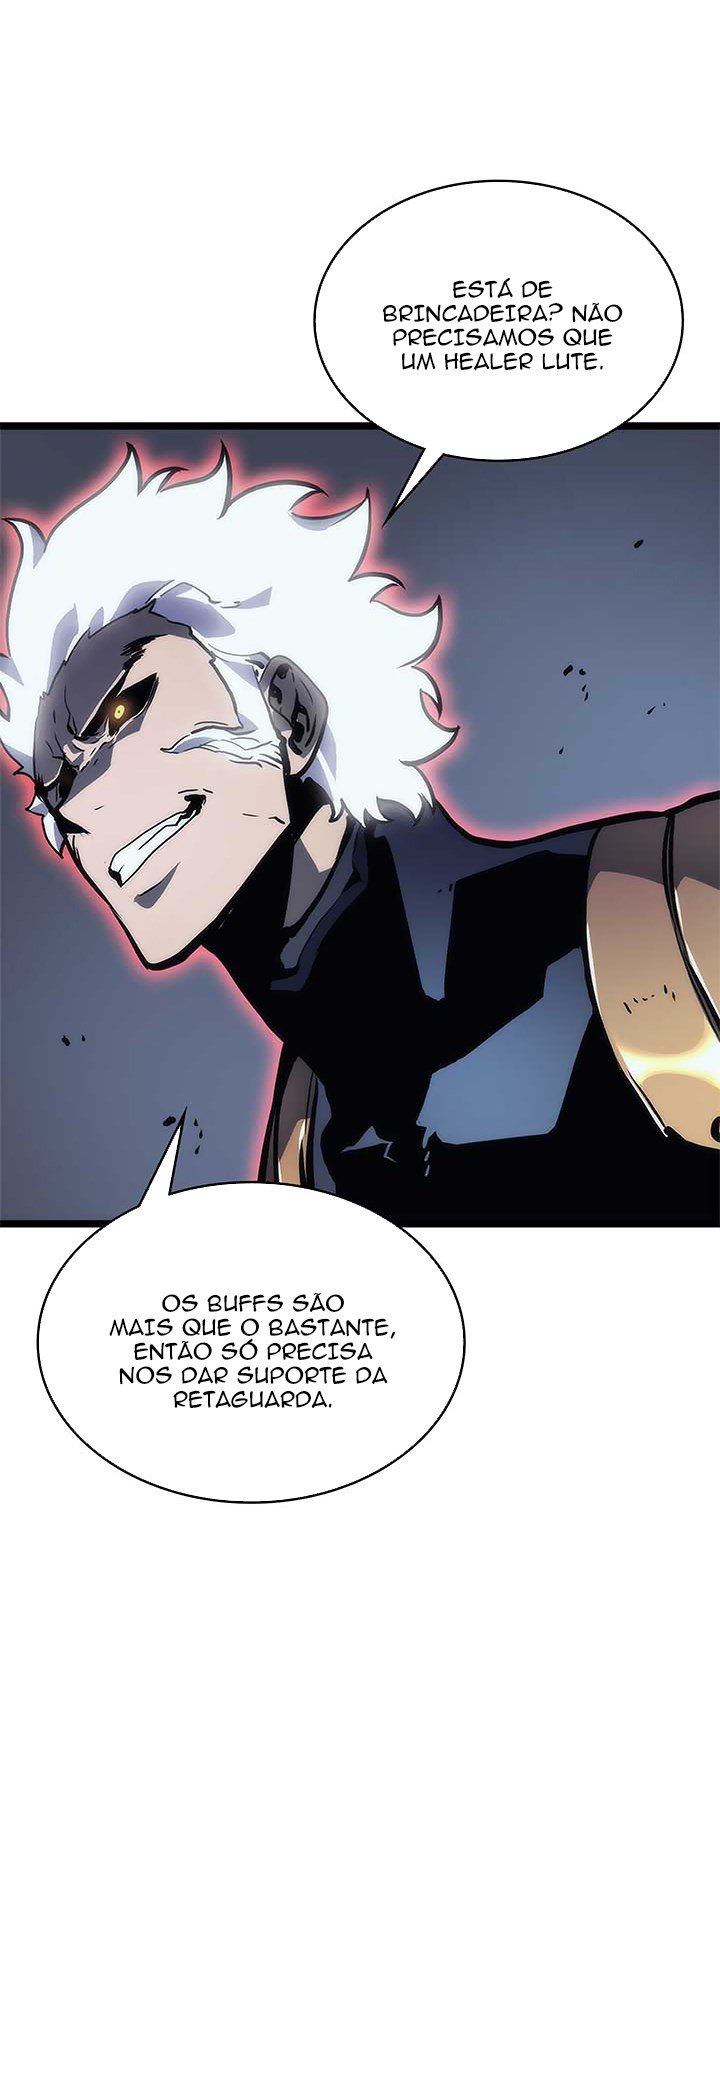 ESTÁ DE
BRINCADEIRA? NÃO
PRECISAMOS QUE
UM HEALER LUTE.
OS BUFFS SÃO
MAIS QUE O BASTANTE,
ENTÃO SÓ PRECISA
NOS DAR SUPORTE DA
RETAGUARDA.